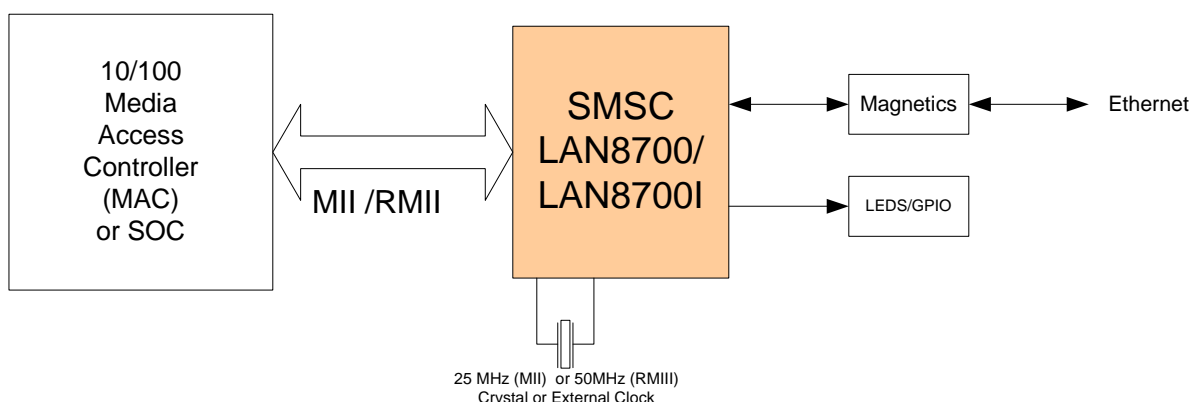 10/100
Media
Access
Controller
(MAC)
or SOC
MII /RMII
SMSC
LAN8700/
LAN8700I
Magnetics
Ethernet
LEDS/GPIO
25 MHz (MII) or 50MHz (RMIII)
Crystal or External Clock